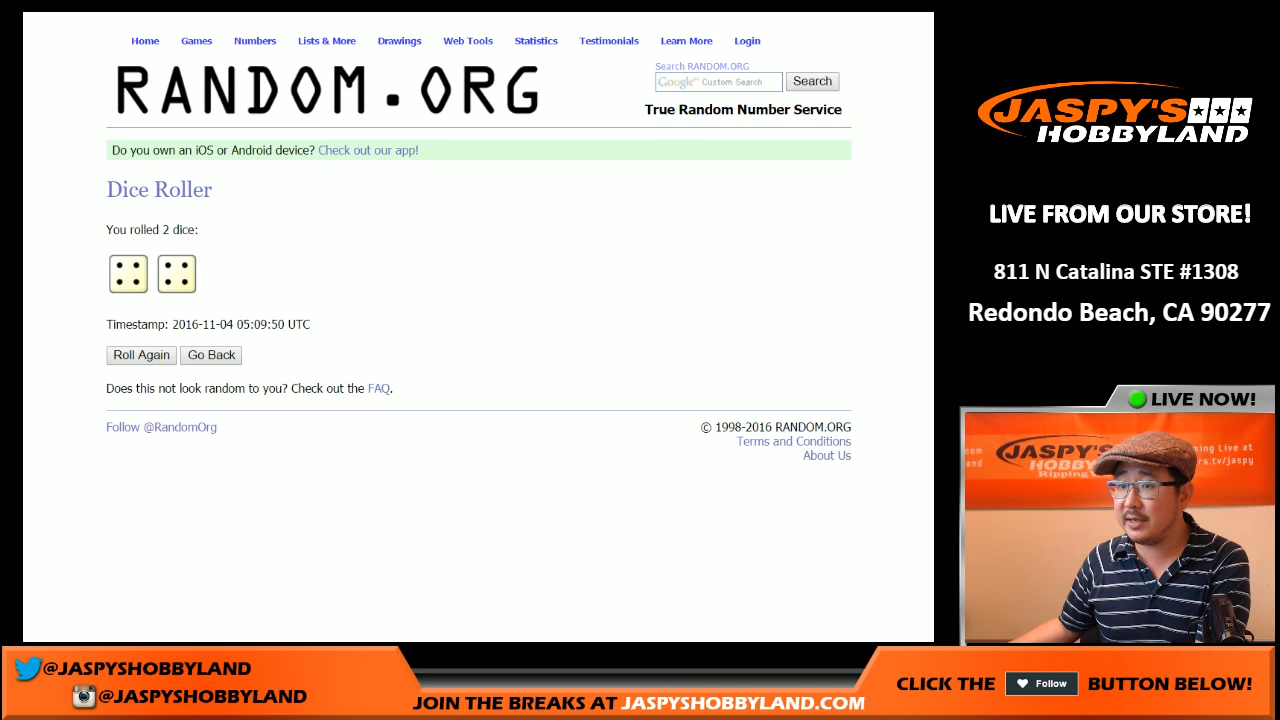 Home Games Numbers Lists & More Drawings Web Tools Statistics Testimonials Learn More Login
RANDOM.ORG
Search RANDOM.ORG
Google™ Custom Search Search
True Random Number Service
Do you own an iOS or Android device? Check out our app!
Dice Roller
You rolled 2 dice:
Timestamp: 2016-11-04 05:09:50 UTC
Roll Again Go Back
Does this not look random to you? Check out the FAQ.
Follow @RandomOrg
© 1998-2016 RANDOM.ORG
Terms and Conditions
About Us
JASPY'S
HOBBYLAND
LIVE FROM OUR STORE!
811 N Catalina STE #1308
Redondo Beach, CA 90277
LIVE NOW!
JASPY'S
Ripping
@JASPYSHOBBYLAND
@JASPYSHOBBYLAND
JOIN THE BREAKS AT JASPYSHOBBYLAND.COM
CLICK THE Follow BUTTON BELOW!